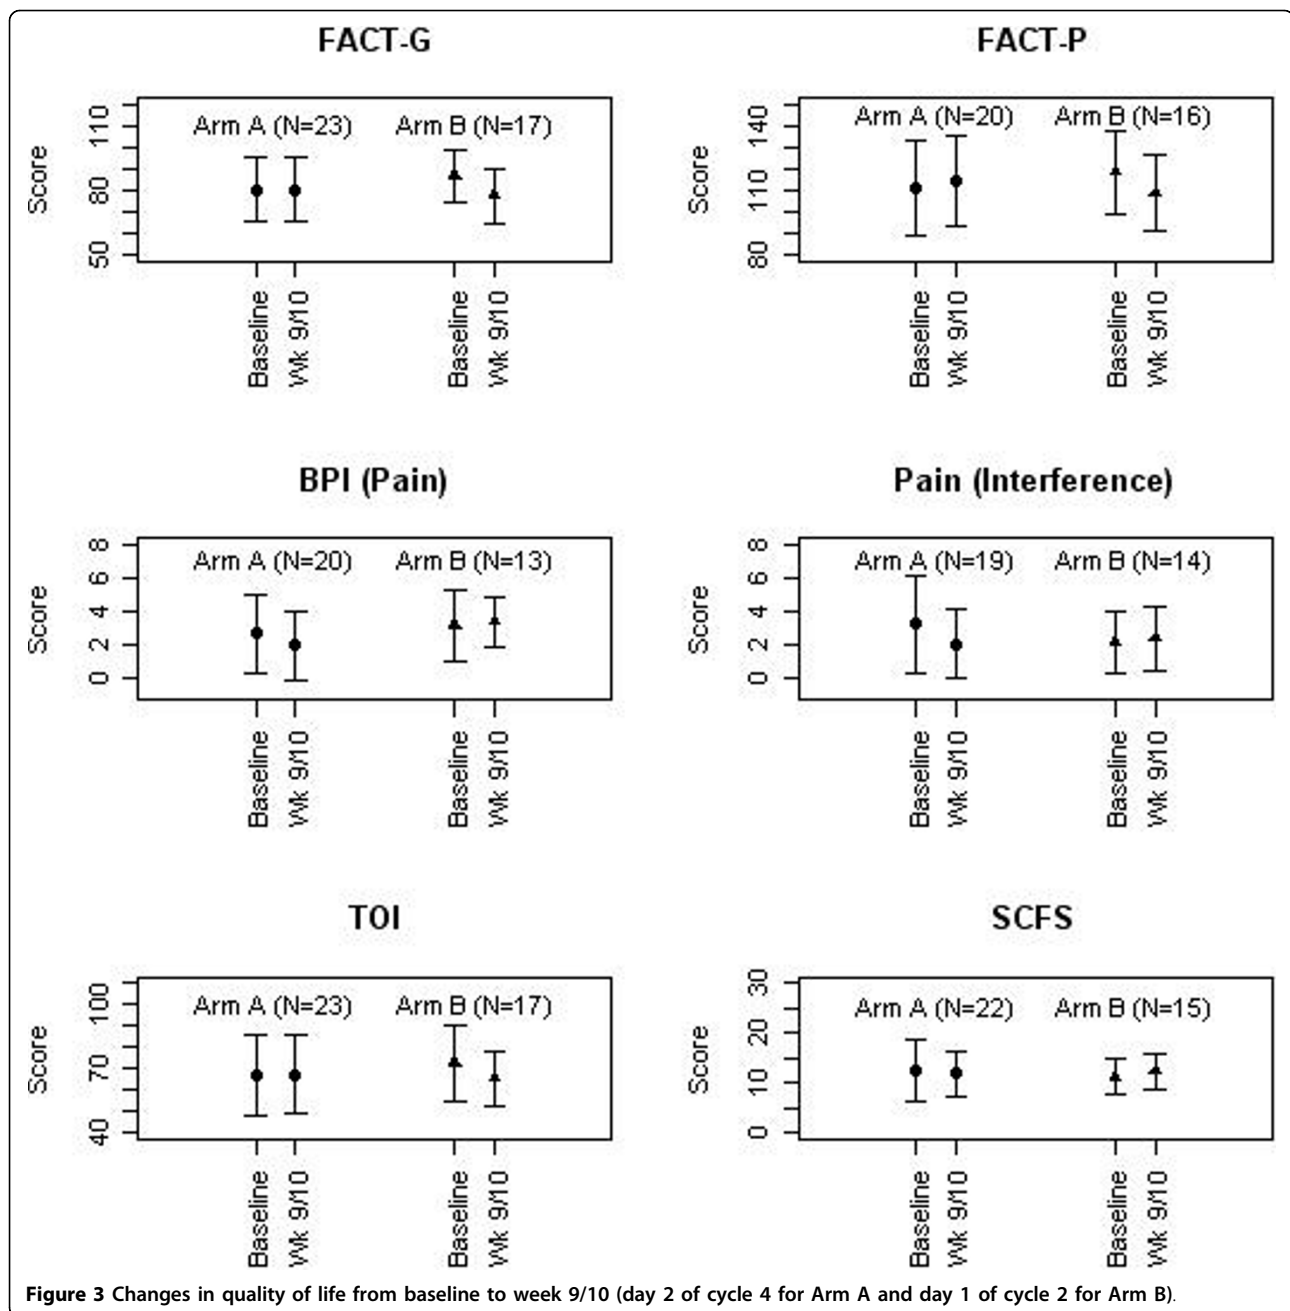 FACT-G
Score
50 80 110
Arm A (N=23) Arm B (N=17)
Baseline
Wk 9/10
Baseline
Wk 9/10
FACT-P
Score
80 110 140
Arm A (N=20) Arm B (N=16)
Baseline
Wk 9/10
Baseline
Wk 9/10
BPI (Pain)
Score
0 2 4 6 8
Arm A (N=20) Arm B (N=13)
Baseline
Wk 9/10
Baseline
Wk 9/10
Pain (Interference)
Score
0 2 4 6 8
Arm A (N=19) Arm B (N=14)
Baseline
Wk 9/10
Baseline
Wk 9/10
TOI
Score
40 70 100
Arm A (N=23) Arm B (N=17)
Baseline
Wk 9/10
Baseline
Wk 9/10
SCFS
Score
0 10 20 30
Arm A (N=22) Arm B (N=15)
Baseline
Wk 9/10
Baseline
Wk 9/10
Figure 3 Changes in quality of life from baseline to week 9/10 (day 2 of cycle 4 for Arm A and day 1 of cycle 2 for Arm B).